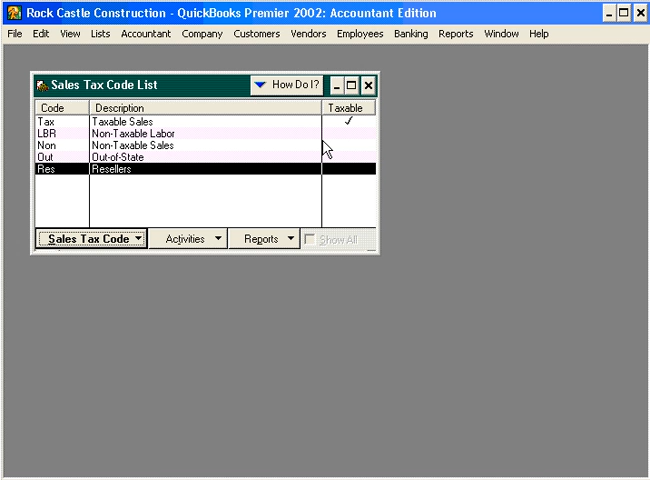 Rock Castle Construction - QuickBooks Premier 2002: Accountant Edition
File Edit View Lists Accountant Company Customers Vendors Employees Banking Reports Window Help
Sales Tax Code List How Do I?
Code Description Taxable
Tax Taxable Sales ✓
LBR Non-Taxable Labor
Non Non-Taxable Sales
Out Out-of-State
Res Resellers
Sales Tax Code Activities Reports Show All